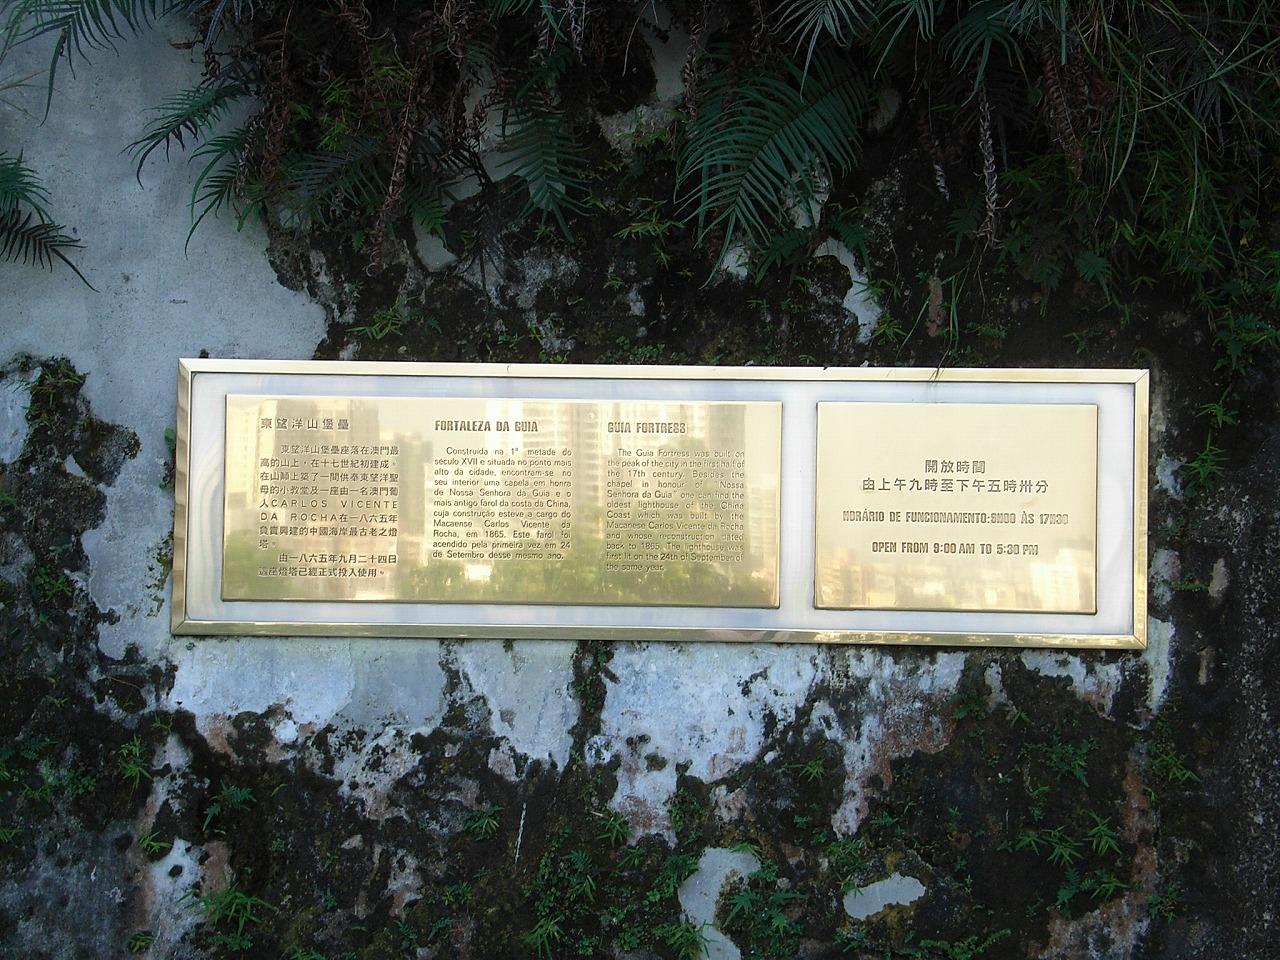 東望洋山堡壘
東望洋山堡壘座落在澳門最
高的山上，在十七世紀初建成。
在山顛上築了一間供奉東望洋聖
母的小教堂及一座由一名澳門葡
人CARLOS VICENTE
DA ROCHA在一八六五年
負責興建的中國海岸最古老之燈
塔。
由一八六五年九月二十四日
這座燈塔已經正式投入使用。
FORTALEZA DA GUIA
Construída na 1ª metade do
século XVII e situada no ponto mais
alto da cidade, encontram-se no
seu interior uma capela em honra
de Nossa Senhora da Guia e o
mais antigo farol da costa da China,
cuja construção esteve a cargo do
Macaense Carlos Vicente da
Rocha, em 1865. Este farol foi
acendido pela primeira vez em 24
de Setembro desse mesmo ano.
GUIA FORTRESS
The Guia Fortress was built on
the peak of the city in the first half of
the 17th century. Besides the
chapel in honour of "Nossa
Senhora da Guia" one can find the
oldest lighthouse of the China
Coast which was built by the
Macanese Carlos Vicente da Rocha
and whose reconstruction dated
back to 1865. The lighthouse was
first lit on the 24th of September of
the same year.
開放時間
由上午九時至下午五時卅分
HORÁRIO DE FUNCIONAMENTO:9H00 ÀS 17H30
OPEN FROM 9:00 AM TO 5:30 PM